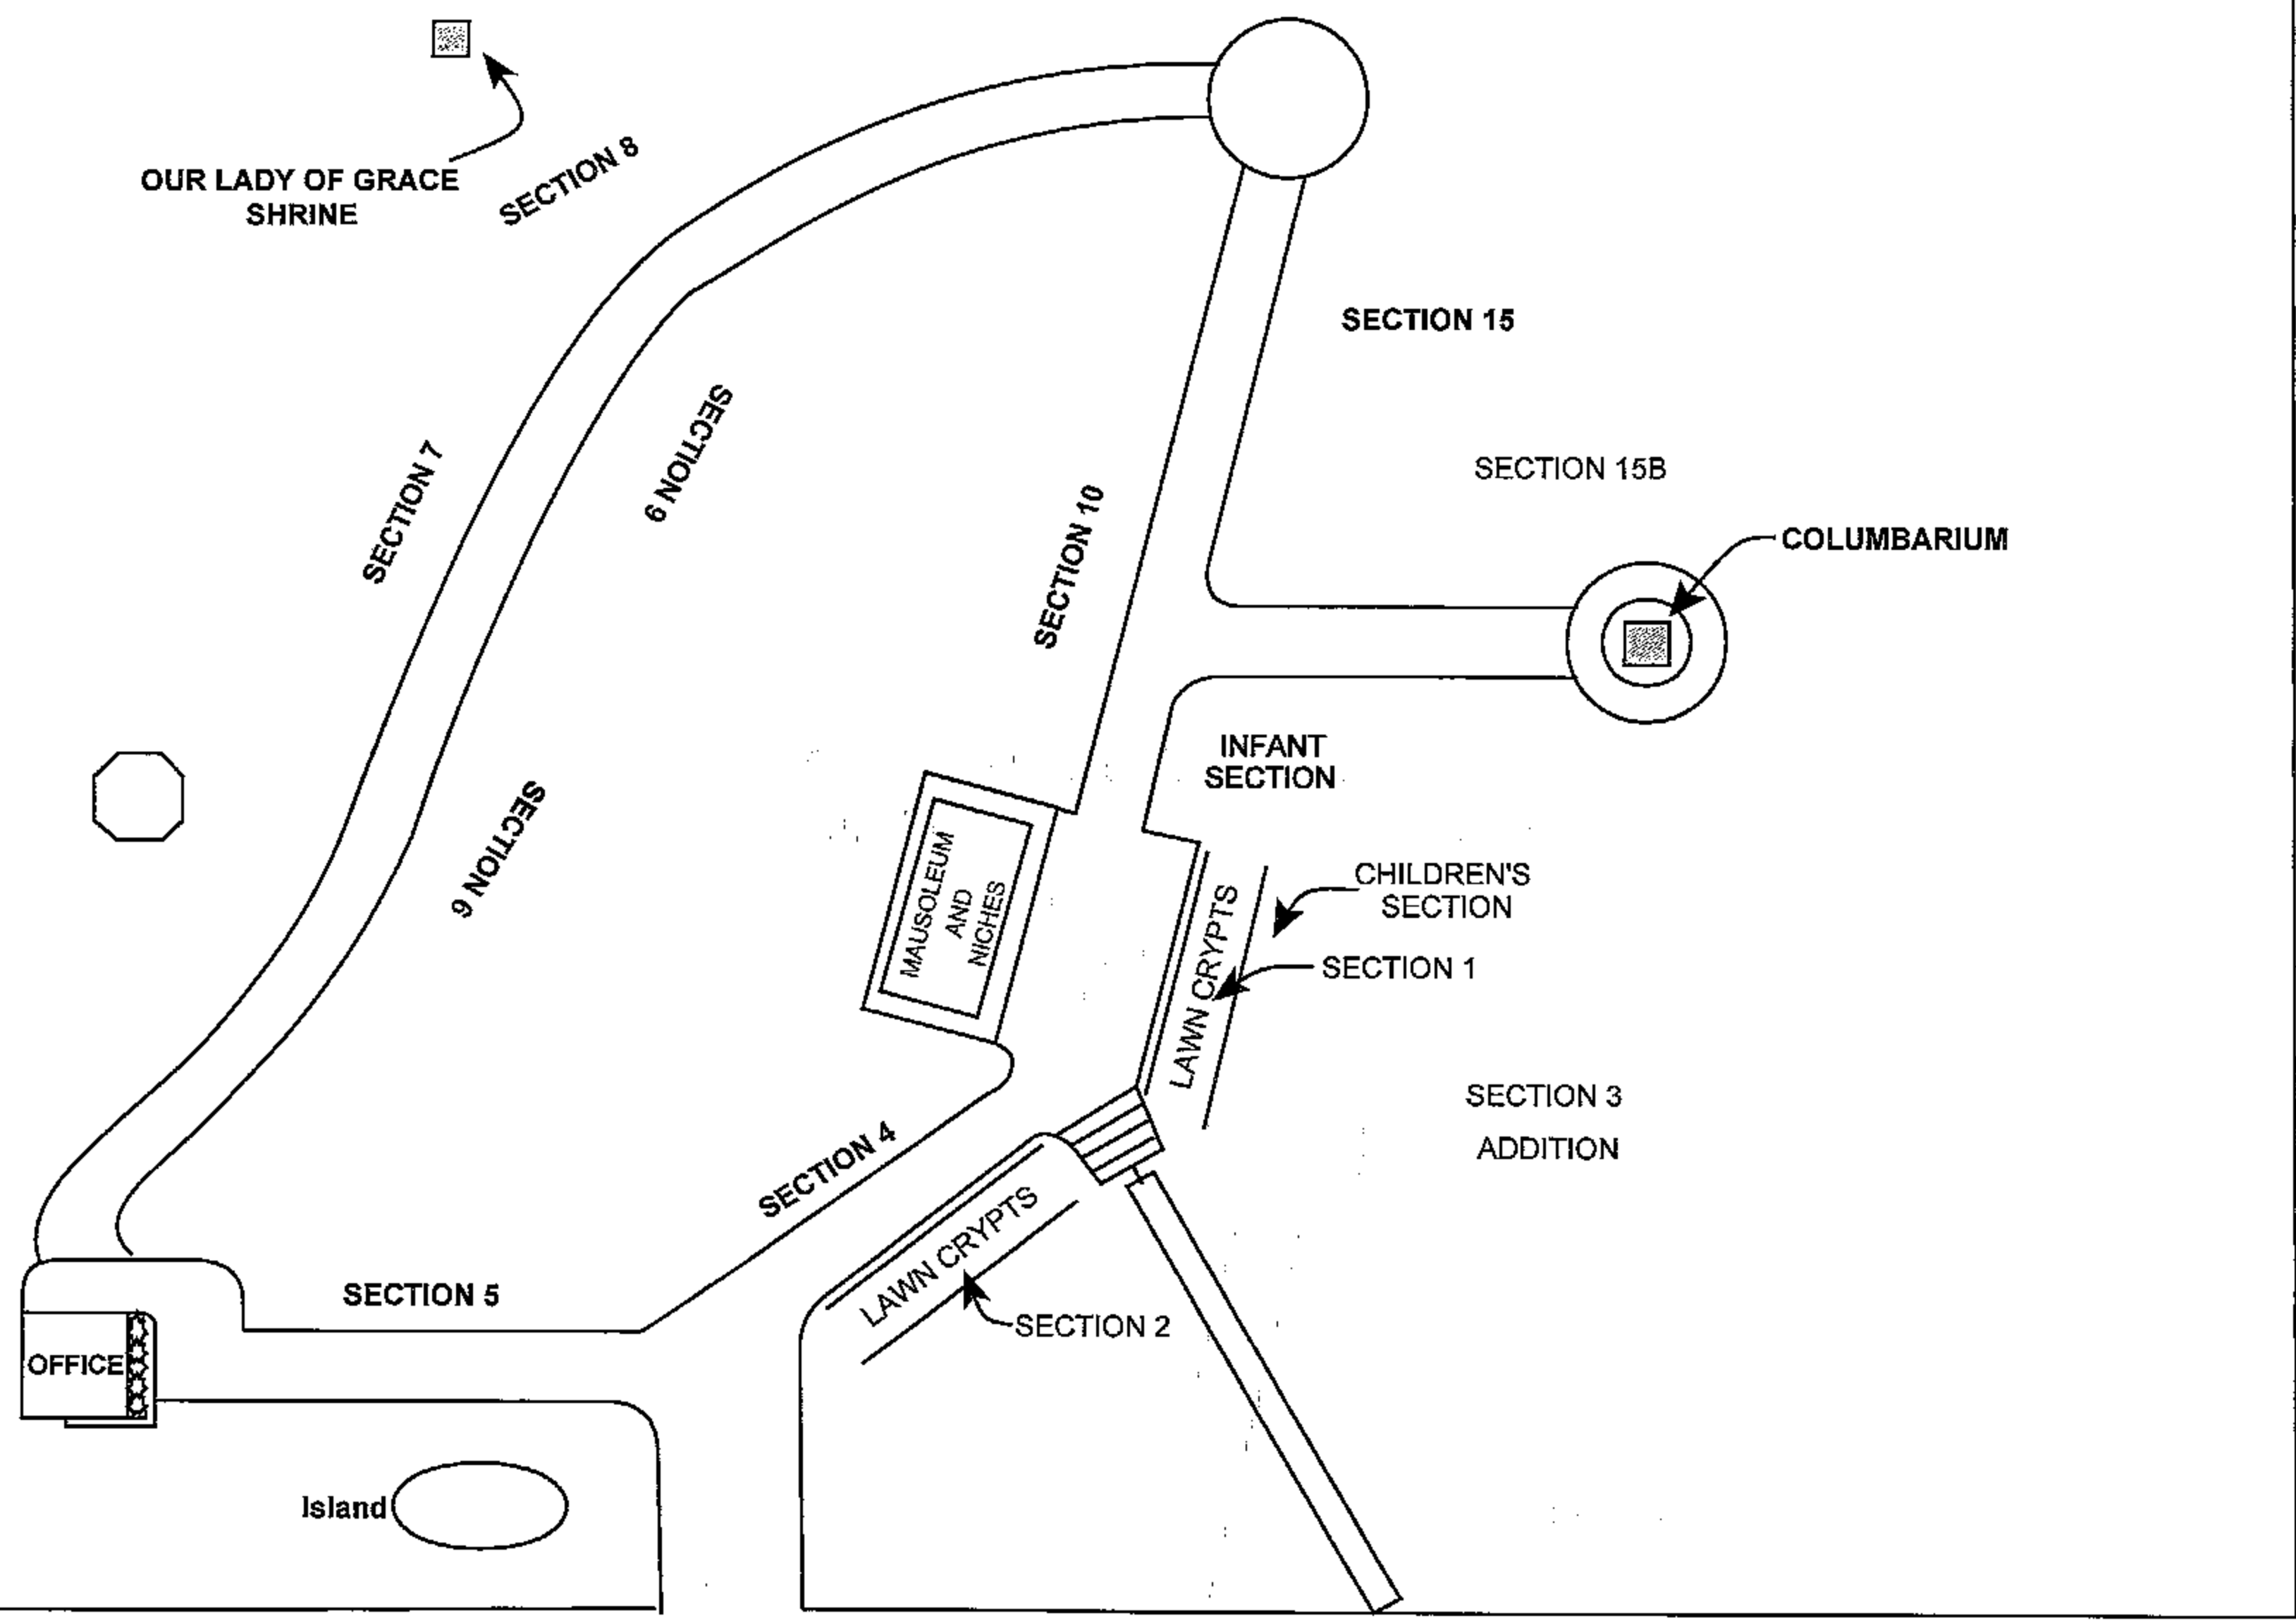 OUR LADY OF GRACE
SHRINE
SECTION 8
SECTION 15
SECTION 9
SECTION 7
SECTION 15B
SECTION 10
COLUMBARIUM
INFANT
SECTION
SECTION 6
MAUSOLEUM
AND
NICHES
CHILDREN'S
SECTION
LAWN CRYPTS
SECTION 1
SECTION 3
ADDITION
SECTION 4
LAWN CRYPTS
SECTION 5
SECTION 2
OFFICE
Island